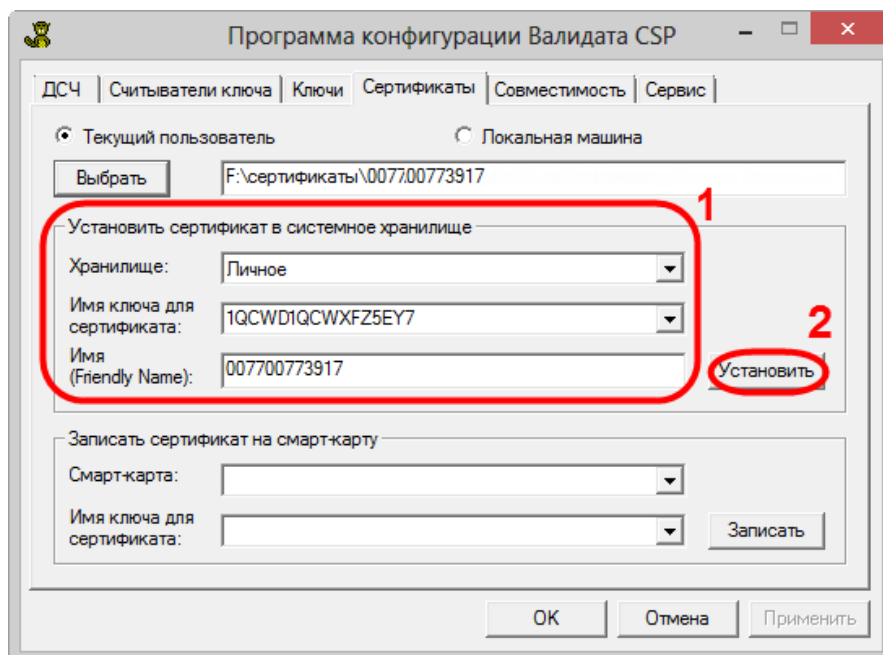 Программа конфигурации Валидата CSP
ДСЧ Считыватели ключа Ключи Сертификаты Совместимость Сервис
Текущий пользователь Локальная машина
Выбрать F:\сертификаты\007700773917
1
Установить сертификат в системное хранилище
Хранилище: Личное
Имя ключа для
сертификата: 1QCWD1QCWXFZ5EY7
2
Имя
(Friendly Name): 007700773917 Установить
Записать сертификат на смарт-карту
Смарт-карта:
Имя ключа для
сертификата: Записать
OK Отмена Применить